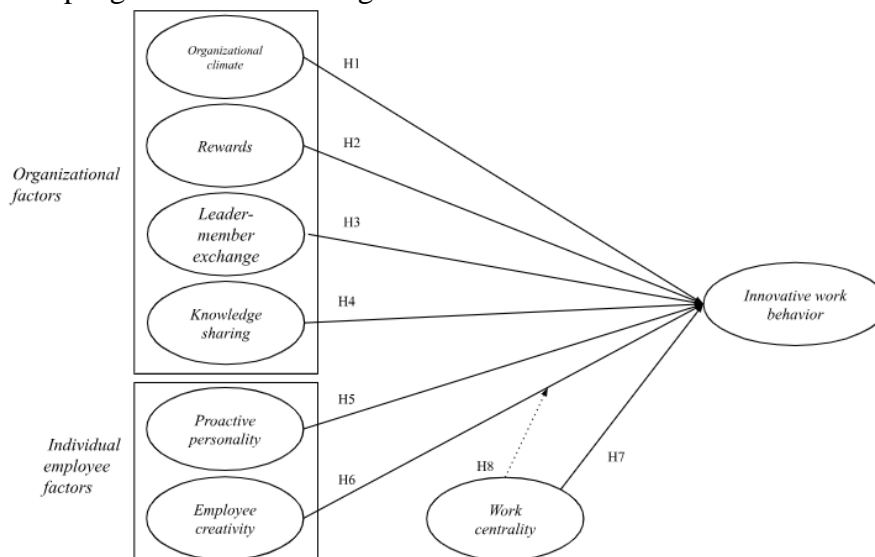 Organizational
climate
H1
Rewards
H2
Organizational
factors
Leader-
member
exchange
H3
Knowledge
sharing
H4
Innovative work
behavior
Individual
employee
factors
Proactive
personality
H5
Employee
creativity
H6
H8
H7
Work
centrality